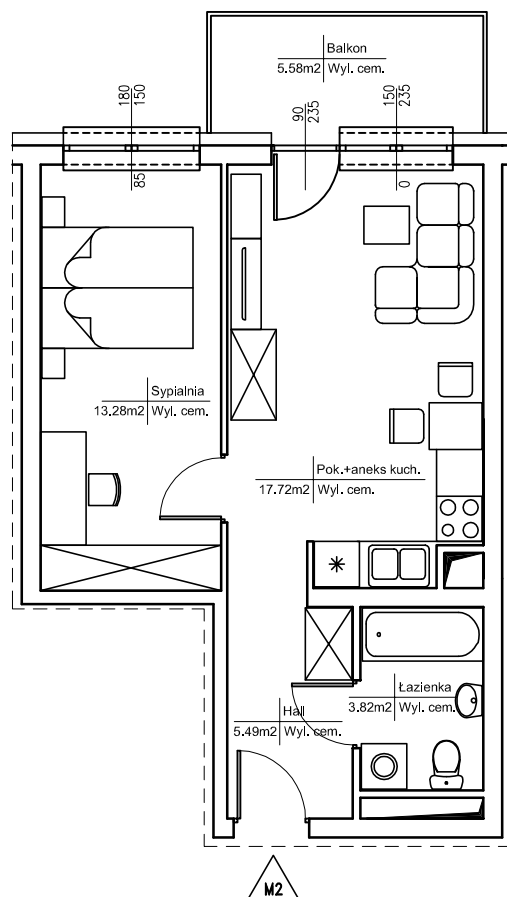 Balkon
5.58m2 Wyl. cem.
180
150
85
90
235
150
235
0
Sypialnia
13.28m2 Wyl. cem.
Pok.+aneks kuch.
17.72m2 Wyl. cem.
Łazienka
3.82m2 Wyl. cem.
Hall
5.49m2 Wyl. cem.
M2